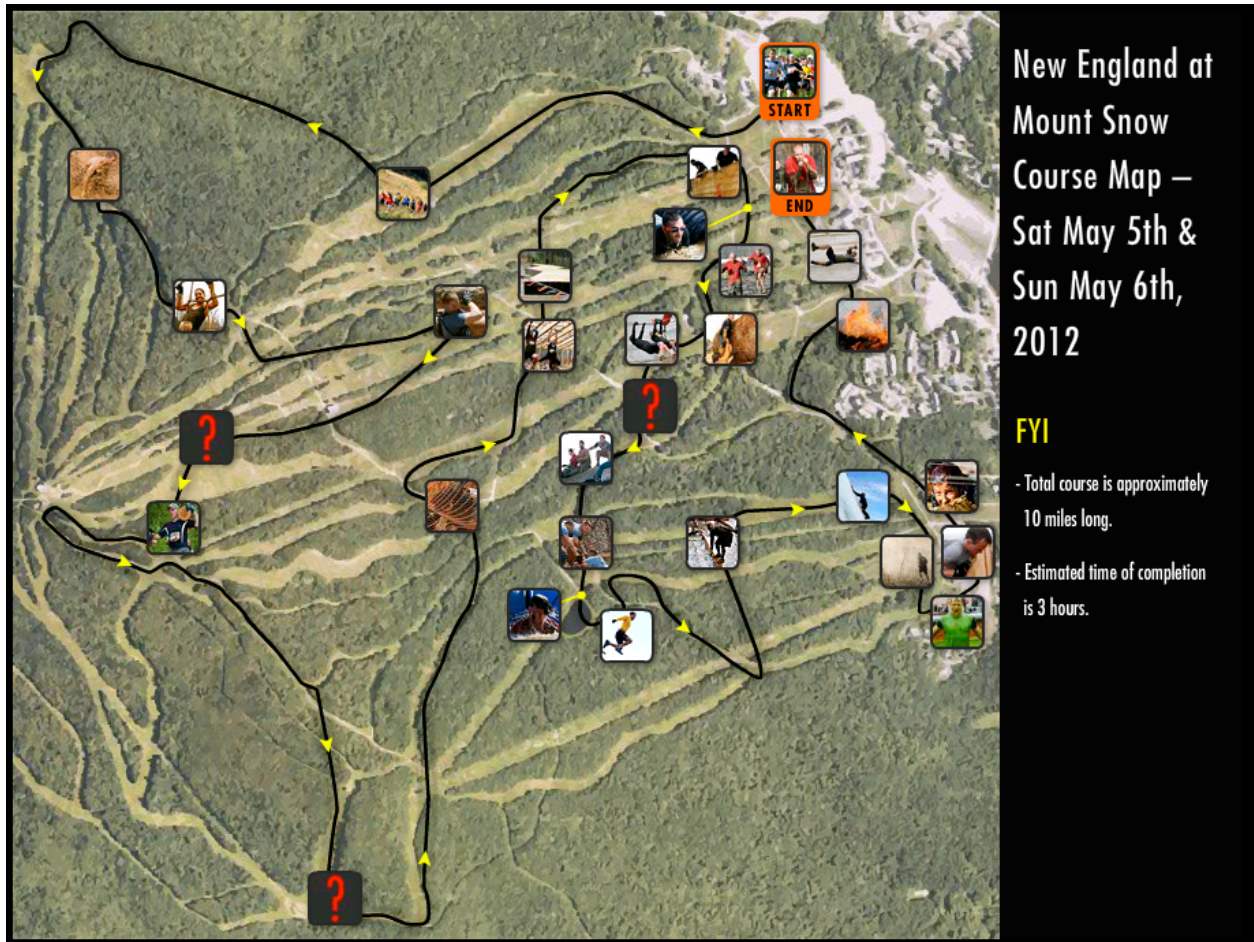 START
END
?
?
?
New England at
Mount Snow
Course Map –
Sat May 5th &
Sun May 6th,
2012
FYI
- Total course is approximately
10 miles long.
- Estimated time of completion
is 3 hours.